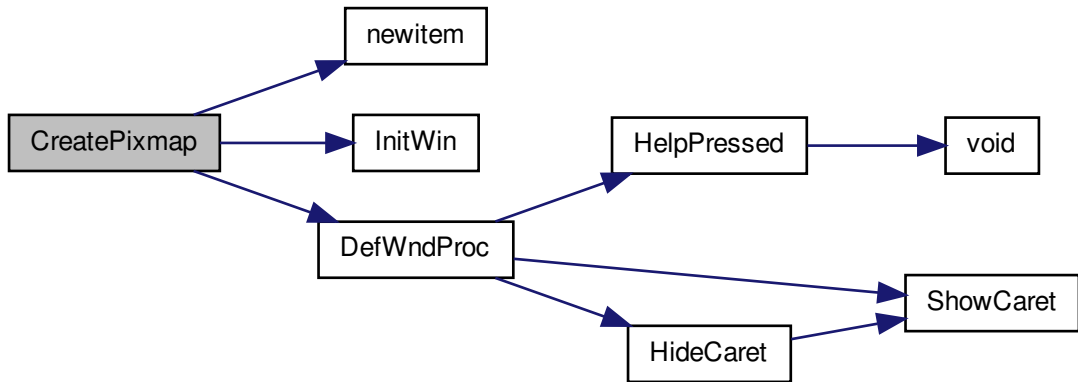 newitem
CreatePixmap
InitWin
HelpPressed
void
DefWndProc
ShowCaret
HideCaret